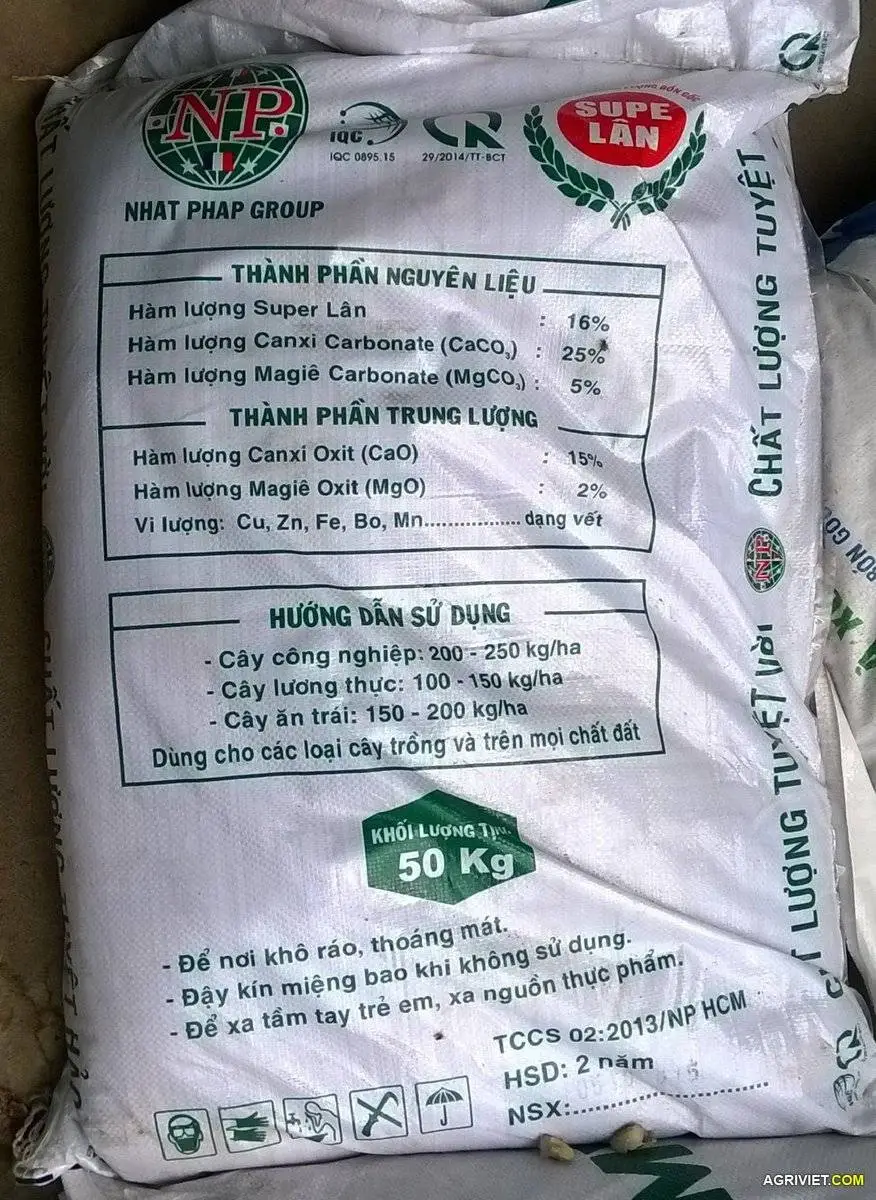 NP.
IQC
IQC 0895.15
CR
29/2014/TT-BCT
SUPE
LÂN
NHAT PHAP GROUP
THÀNH PHẦN NGUYÊN LIỆU
Hàm lượng Super Lân : 16%
Hàm lượng Canxi Carbonate (CaCO₃) : 25%
Hàm lượng Magiê Carbonate (MgCO₃) : 5%
THÀNH PHẦN TRUNG LƯỢNG
Hàm lượng Canxi Oxit (CaO) : 15%
Hàm lượng Magiê Oxit (MgO) : 2%
Vi lượng: Cu, Zn, Fe, Bo, Mn................. dạng vết
HƯỚNG DẪN SỬ DỤNG
- Cây công nghiệp: 200 - 250 kg/ha
- Cây lương thực: 100 - 150 kg/ha
- Cây ăn trái: 150 - 200 kg/ha
Dùng cho các loại cây trồng và trên mọi chất đất
KHỐI LƯỢNG
50 Kg
- Để nơi khô ráo, thoáng mát.
- Đậy kín miệng bao khi không sử dụng.
- Để xa tầm tay trẻ em, xa nguồn thực phẩm.
TCCS 02:2013/NP HCM
HSD: 2 năm
NSX:..........................
CHẤT LƯỢNG TUYỆT
NP
LƯỢNG TUYỆT VỜI
AGRIVIET.COM